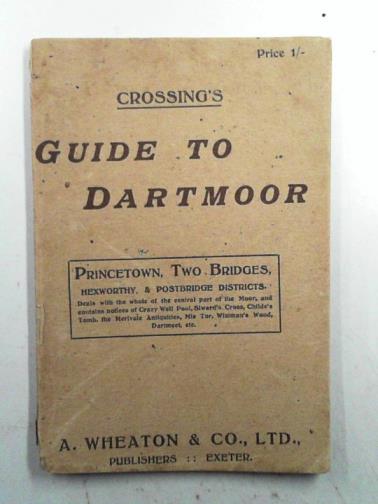 Price 1/-
CROSSING'S
GUIDE TO
DARTMOOR
PRINCETOWN, TWO BRIDGES,
HEXWORTHY, & POSTBRIDGE DISTRICTS.
Deals with the whole of the central part of the Moor, and
contains notices of Crazy Well Pool, Siward's Cross, Childe's
Tomb, the Merivale Antiquities, Mis Tor, Wistman's Wood,
Dartmeet, etc.
A. WHEATON & CO., LTD.,
PUBLISHERS :: EXETER.